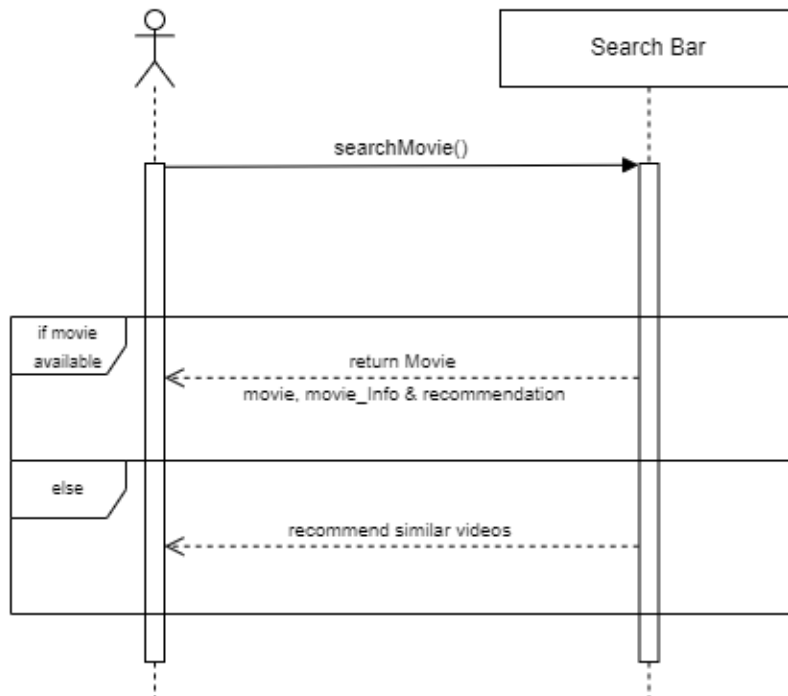 Search Bar
searchMovie()
if movie
available
return Movie
movie, movie_Info & recommendation
else
recommend similar videos